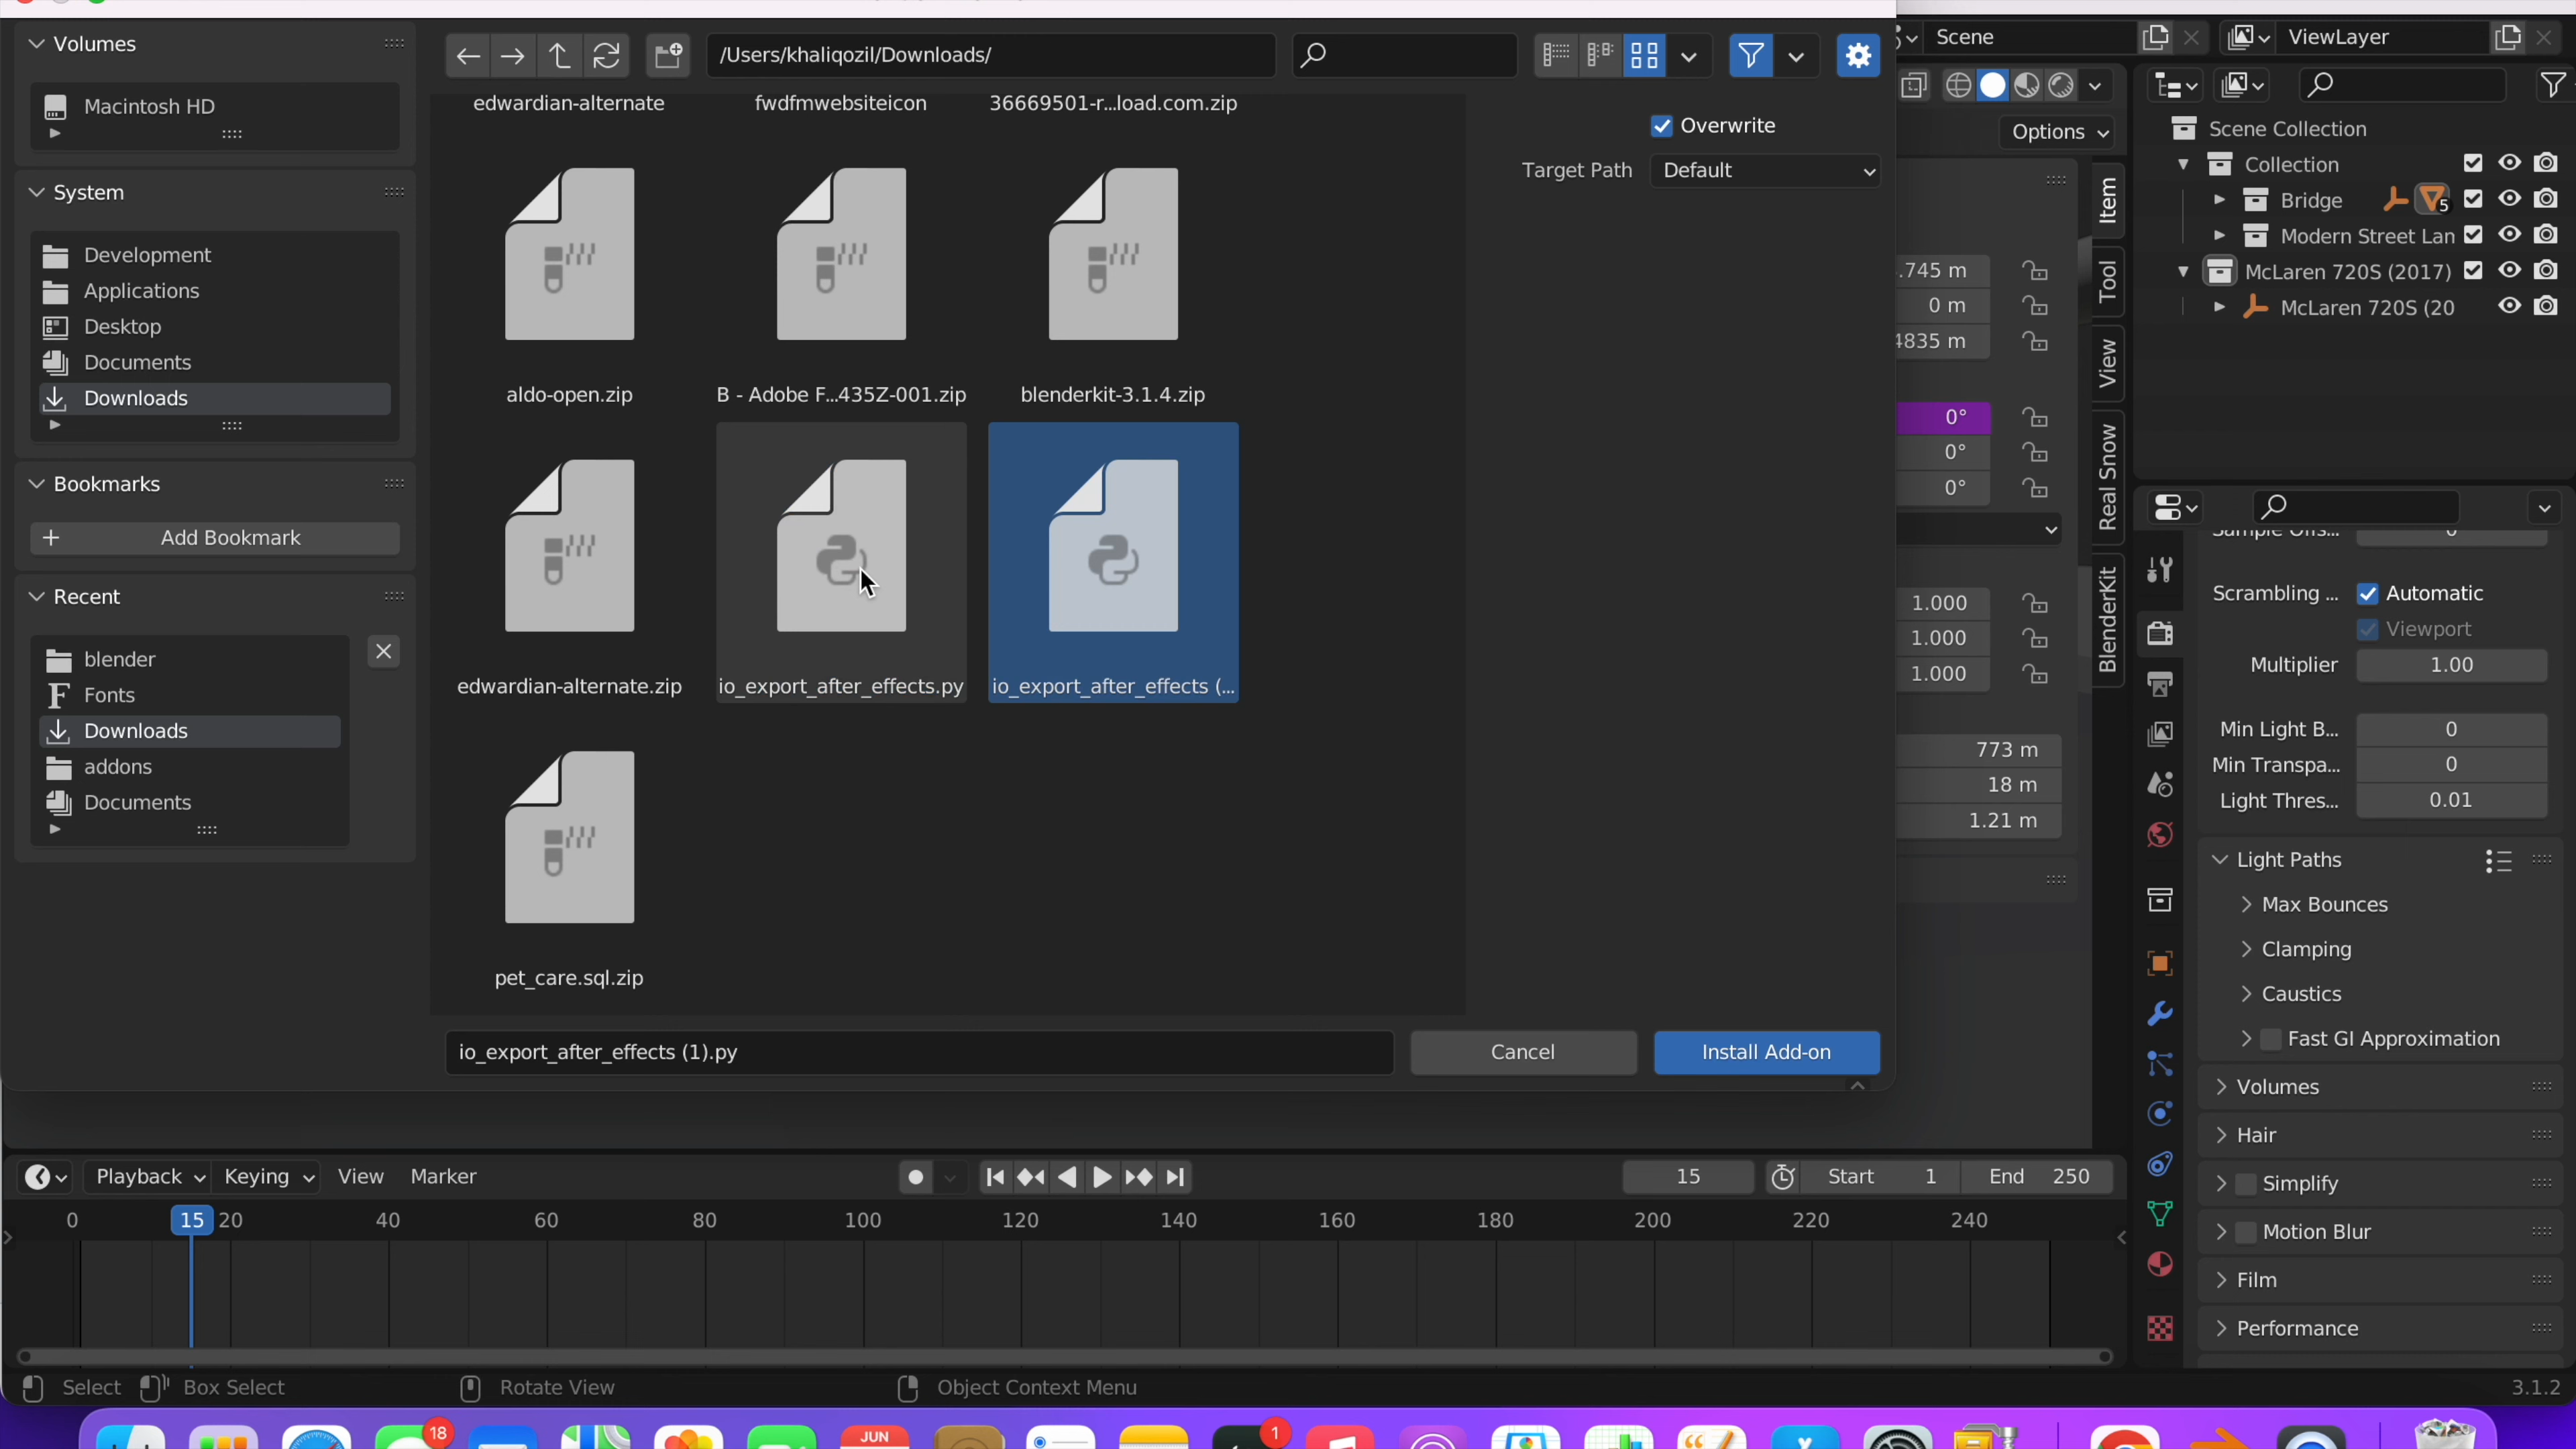 Volumes
Macintosh HD
System
Development
Applications
Desktop
Documents
Downloads
Bookmarks
Add Bookmark
Recent
blender
Fonts
Downloads
addons
Documents
/Users/khaliqozil/Downloads/
edwardian-alternate
fwdfmwebsiteicon
36669501-r...load.com.zip
aldo-open.zip
B - Adobe F...435Z-001.zip
blenderkit-3.1.4.zip
edwardian-alternate.zip
io_export_after_effects.py
io_export_after_effects (...
pet_care.sql.zip
Overwrite
Target Path Default
io_export_after_effects (1).py
Cancel
Install Add-on
Scene
ViewLayer
Options
.745 m
0 m
4835 m
0°
0°
0°
1.000
1.000
1.000
773 m
18 m
1.21 m
Item
Tool
View
Real Snow
BlenderKit
Scene Collection
Collection
Bridge 5
Modern Street Lan
McLaren 720S (2017)
McLaren 720S (20
Sample Offs... 0
Scrambling ... Automatic
Viewport
Multiplier 1.00
Min Light B... 0
Min Transpa... 0
Light Thres... 0.01
Light Paths
Max Bounces
Clamping
Caustics
Fast GI Approximation
Volumes
Hair
Simplify
Motion Blur
Film
Performance
Playback Keying View Marker
15 Start 1 End 250
0 15 20 40 60 80 100 120 140 160 180 200 220 240
Select Box Select Rotate View Object Context Menu 3.1.2
18
JUN
1